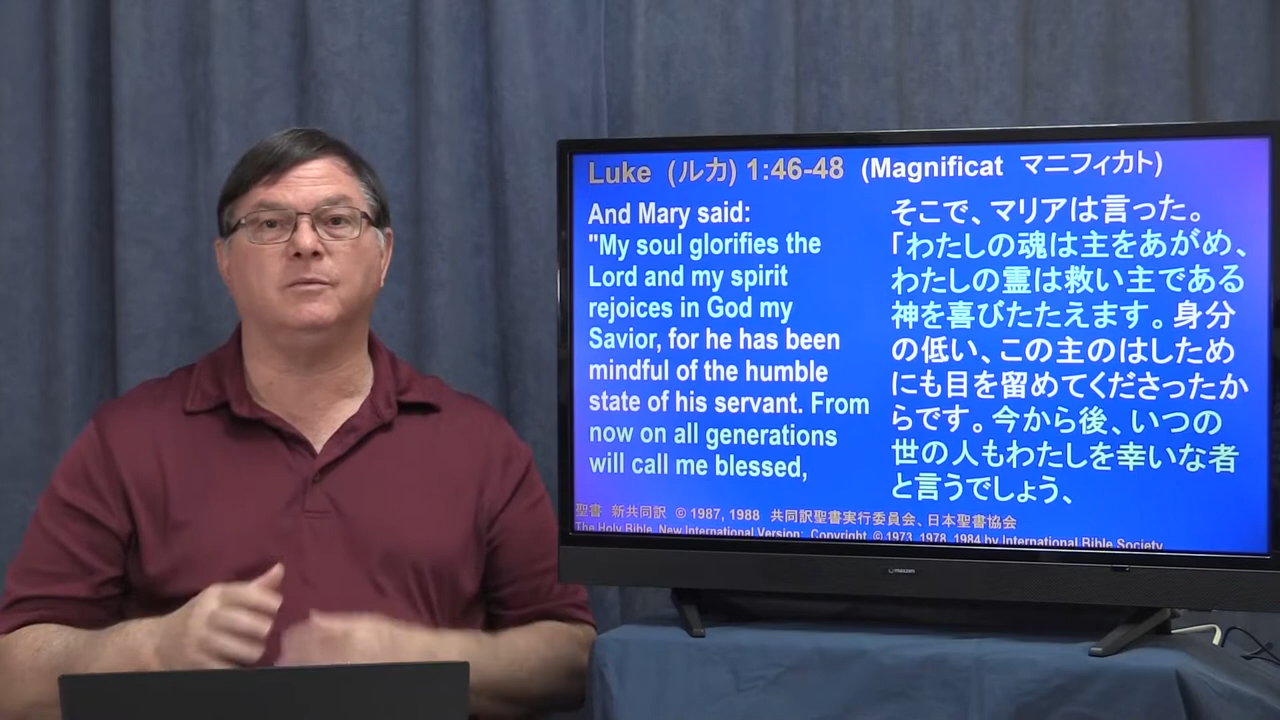 Luke (ルカ) 1:46-48 (Magnificat マニフィカト)
And Mary said:
"My soul glorifies the
Lord and my spirit
rejoices in God my
Savior, for he has been
mindful of the humble
state of his servant. From
now on all generations
will call me blessed,
そこで、マリアは言った。
「わたしの魂は主をあがめ、
わたしの霊は救い主である
神を喜びたたえます。身分
の低い、この主のはしため
にも目を留めてくださったか
らです。今から後、いつの
世の人もわたしを幸いな者
と言うでしょう、
聖書 新共同訳 © 1987, 1988 共同訳聖書実行委員会、日本聖書協会
The Holy Bible, New International Version; Copyright © 1973, 1978, 1984 by International Bible Society
maxzen